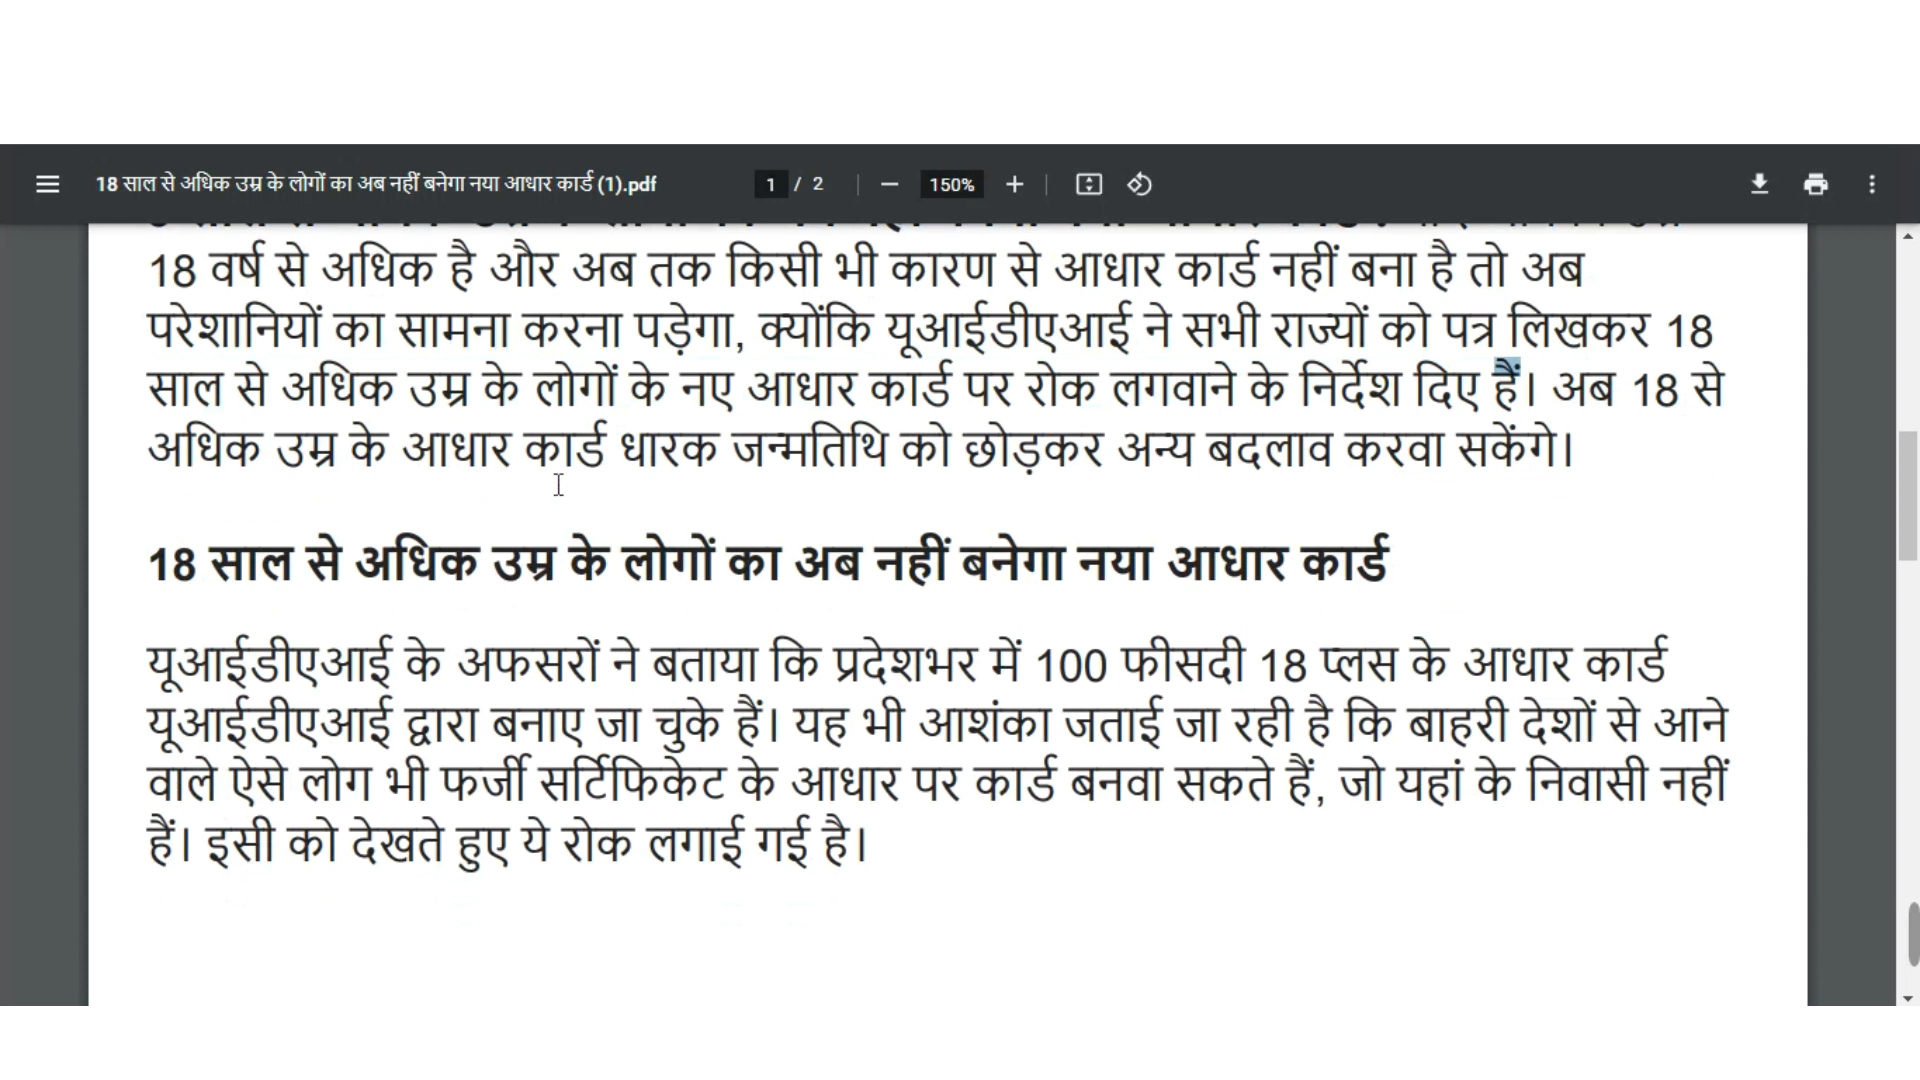 18 साल से अधिक उम्र के लोगों का अब नहीं बनेगा नया आधार कार्ड (1).pdf
1 / 2
150%
18 वर्ष से अधिक है और अब तक किसी भी कारण से आधार कार्ड नहीं बना है तो अब
परेशानियों का सामना करना पड़ेगा, क्योंकि यूआईडीएआई ने सभी राज्यों को पत्र लिखकर 18
साल से अधिक उम्र के लोगों के नए आधार कार्ड पर रोक लगवाने के निर्देश दिए हैं। अब 18 से
अधिक उम्र के आधार कार्ड धारक जन्मतिथि को छोड़कर अन्य बदलाव करवा सकेंगे।
18 साल से अधिक उम्र के लोगों का अब नहीं बनेगा नया आधार कार्ड
यूआईडीएआई के अफसरों ने बताया कि प्रदेशभर में 100 फीसदी 18 प्लस के आधार कार्ड
यूआईडीएआई द्वारा बनाए जा चुके हैं। यह भी आशंका जताई जा रही है कि बाहरी देशों से आने
वाले ऐसे लोग भी फर्जी सर्टिफिकेट के आधार पर कार्ड बनवा सकते हैं, जो यहां के निवासी नहीं
हैं। इसी को देखते हुए ये रोक लगाई गई है।